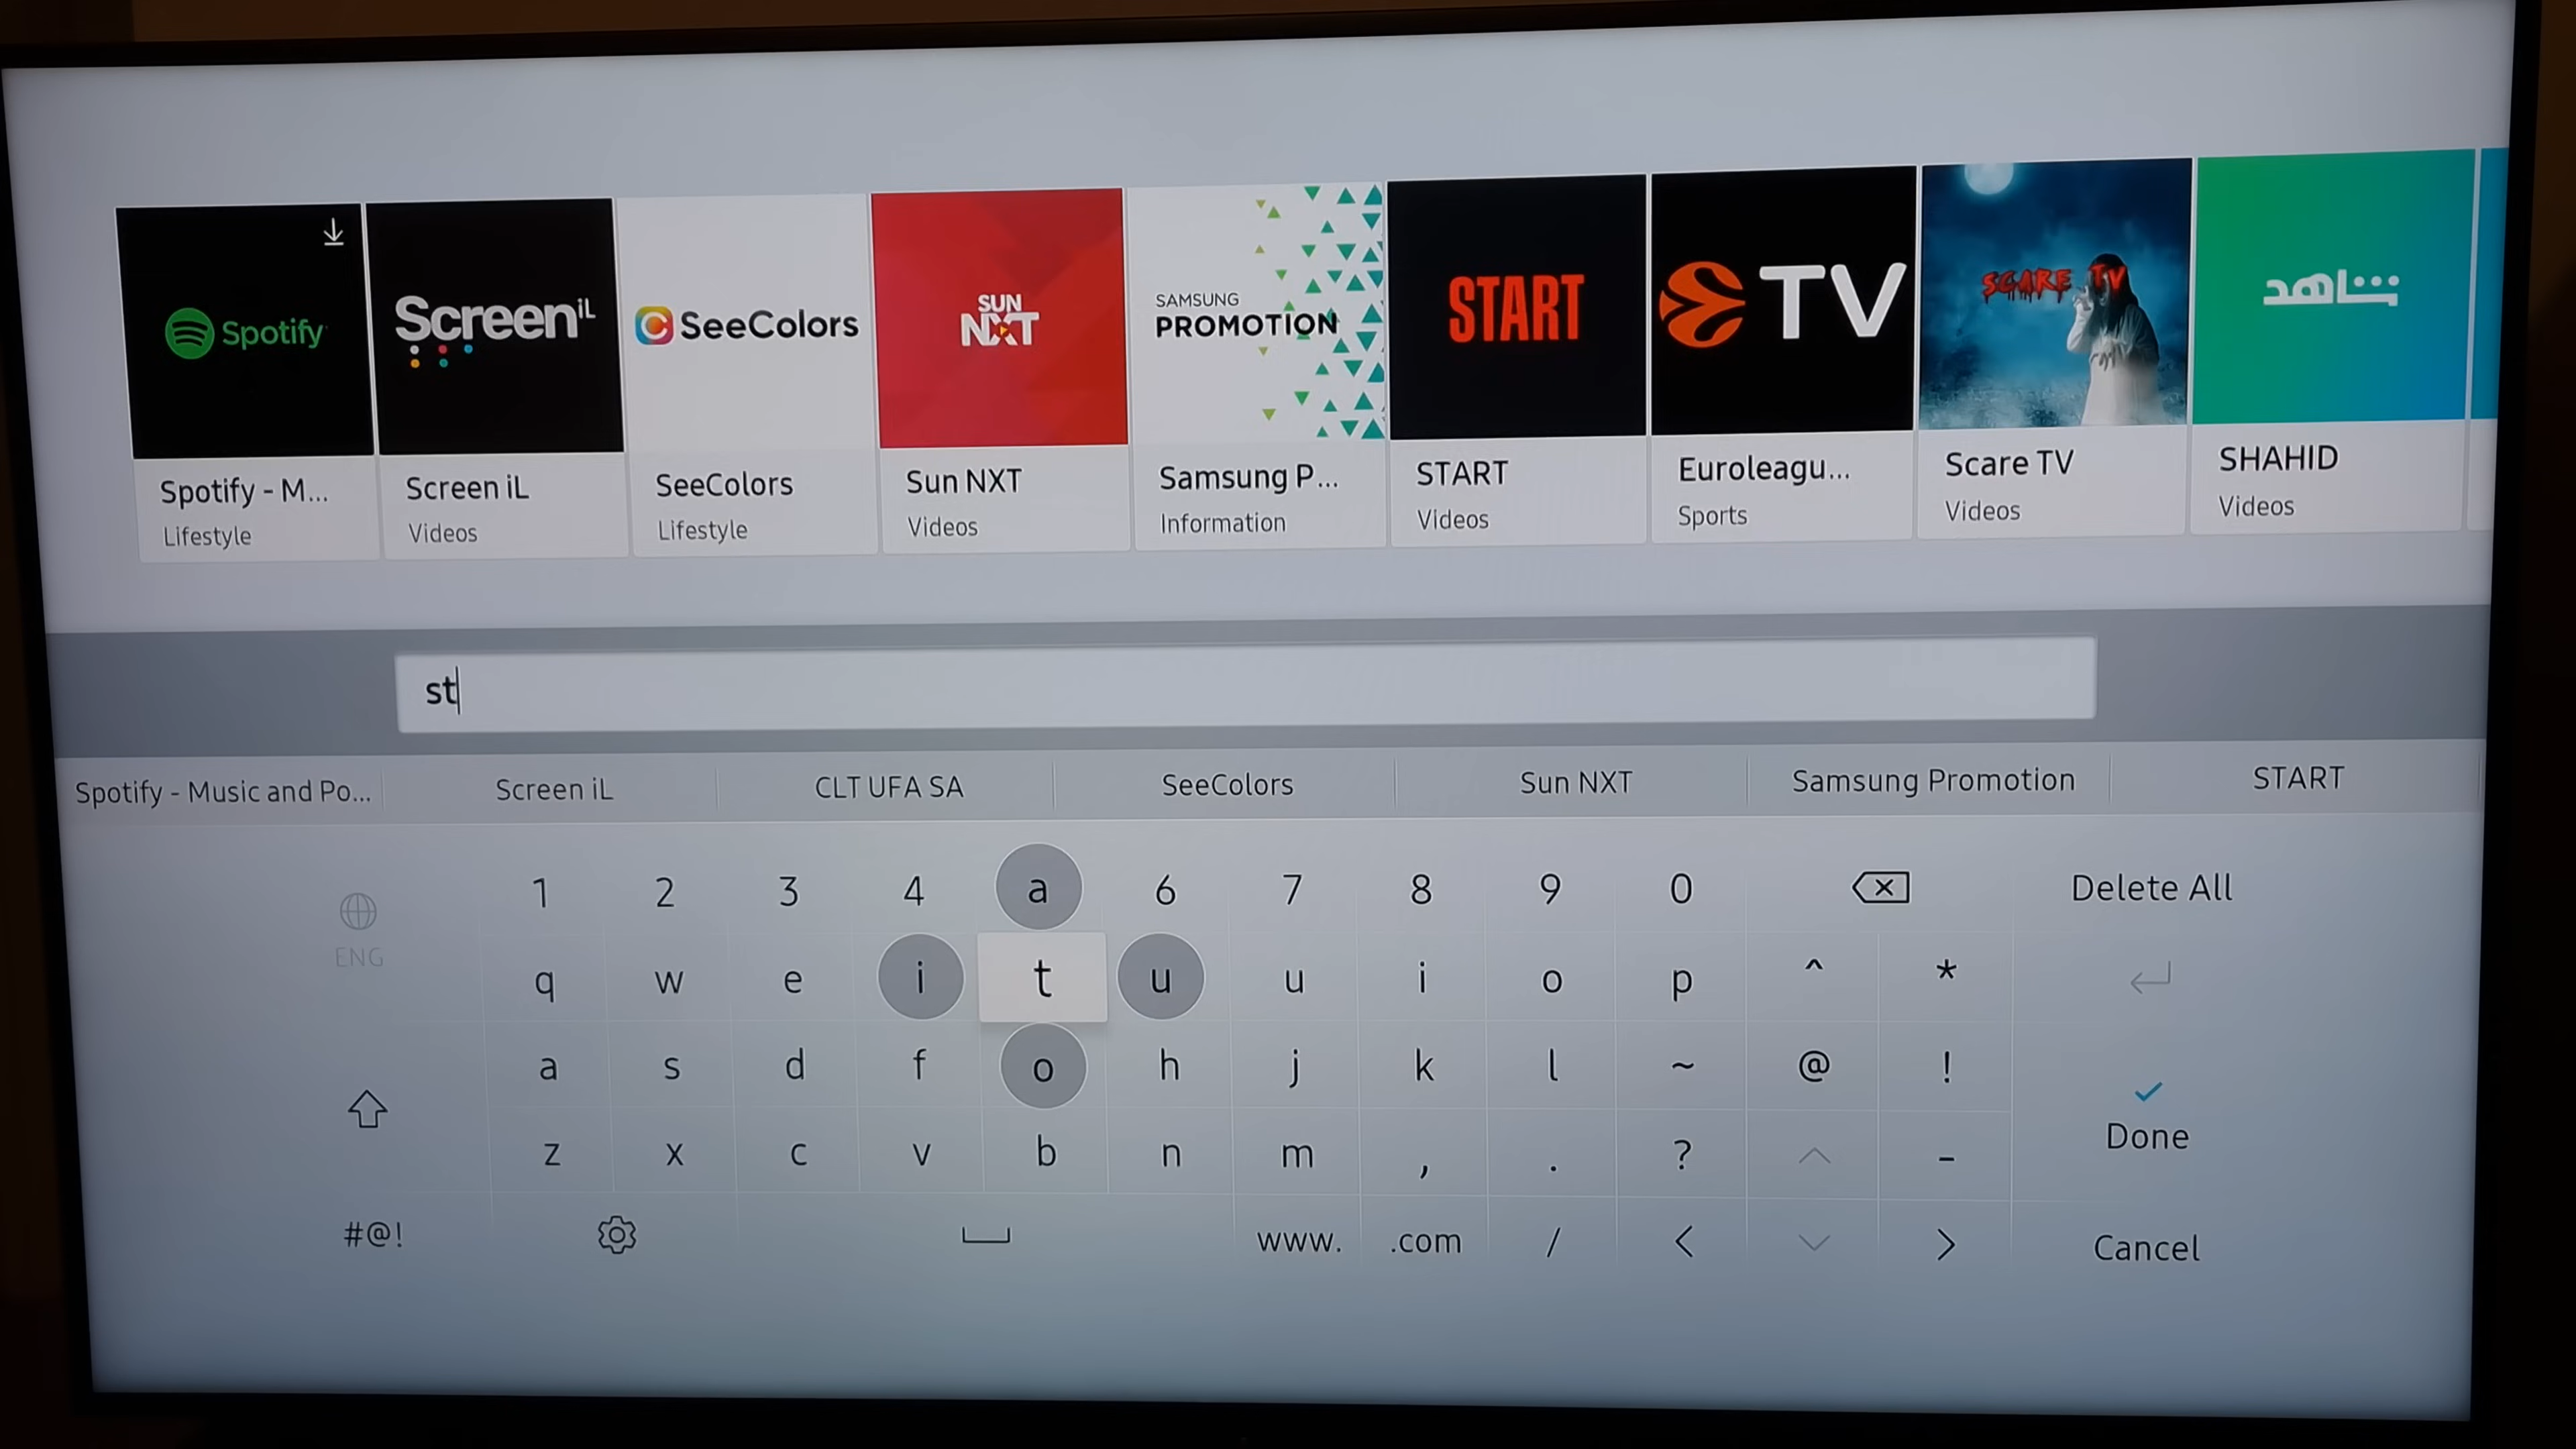 Spotify
Screen iL
SeeColors
SUN
NXT
SAMSUNG
PROMOTION
START
TV
SCARE TV
شاهد
Spotify - M...
Lifestyle
Screen iL
Videos
SeeColors
Lifestyle
Sun NXT
Videos
Samsung P...
Information
START
Videos
Euroleagu...
Sports
Scare TV
Videos
SHAHID
Videos
st
Spotify - Music and Po... Screen iL CLT UFA SA SeeColors Sun NXT Samsung Promotion START
1 2 3 4 a 6 7 8 9 0 Delete All
ENG
q w e i t u u i o p ^ *
a s d f o h j k l ~ @ !
z x c v b n m , . ? ^ -
Done
#@! www. .com / < >
Cancel